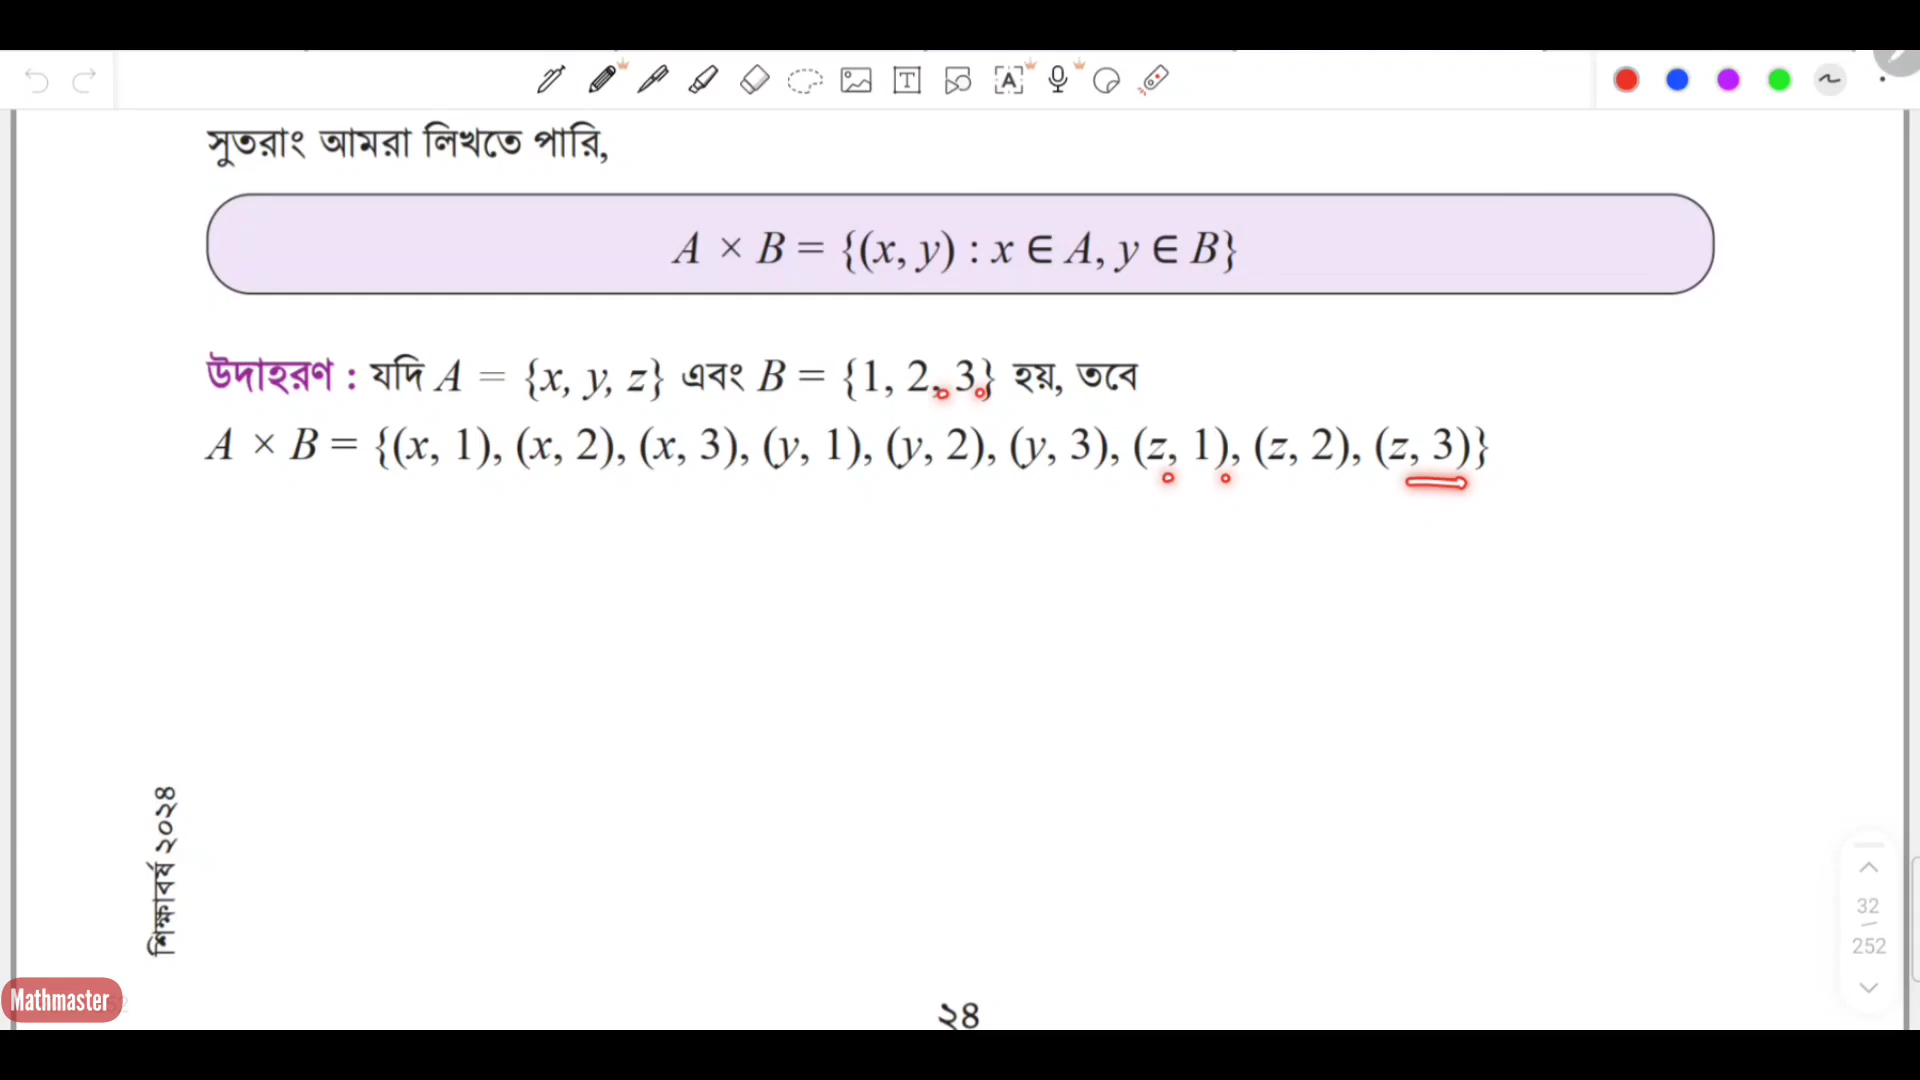 সুতরাং আমরা লিখতে পারি,
A × B = {(x, y) : x ∈ A, y ∈ B}
উদাহরণ : যদি A = {x, y, z} এবং B = {1, 2, 3} হয়, তবে
A × B = {(x, 1), (x, 2), (x, 3), (y, 1), (y, 2), (y, 3), (z, 1), (z, 2), (z, 3)}
শিক্ষাবর্ষ ২০২৪
32
252
Mathmaster
২৪